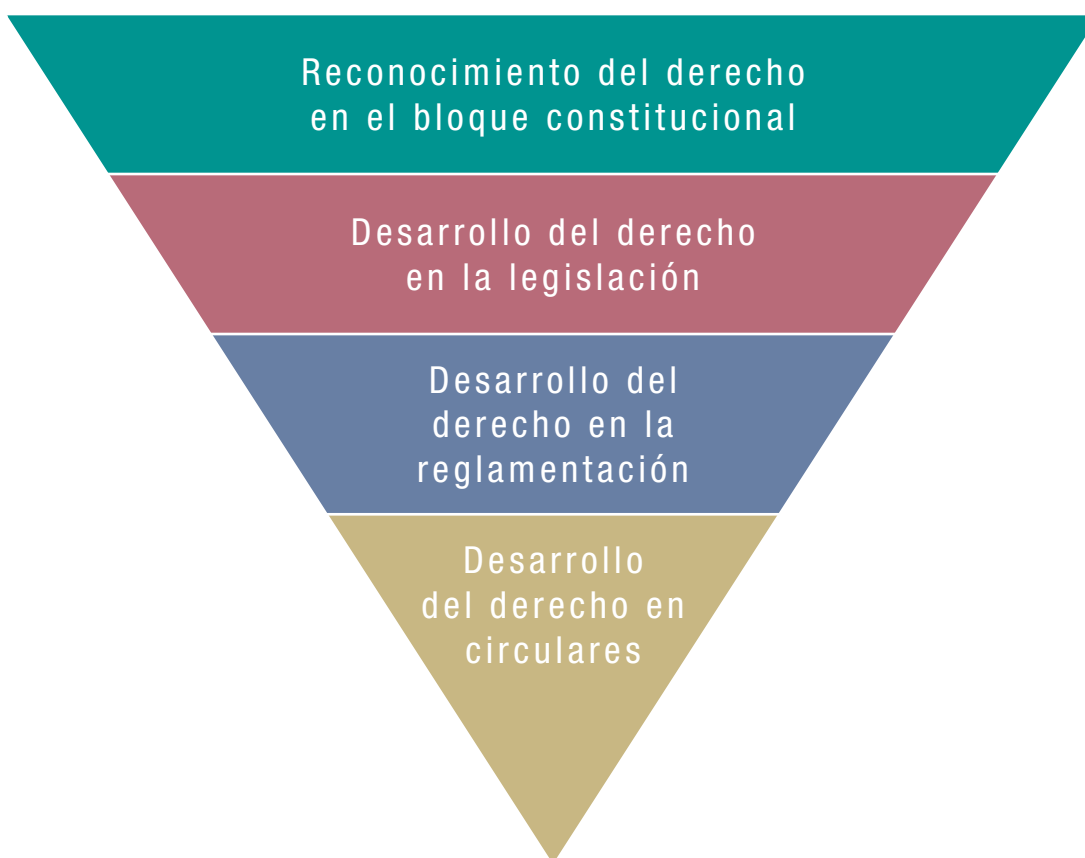 Reconocimiento del derecho
en el bloque constitucional
Desarrollo del derecho
en la legislación
Desarrollo del
derecho en la
reglamentación
Desarrollo
del derecho en
circulares